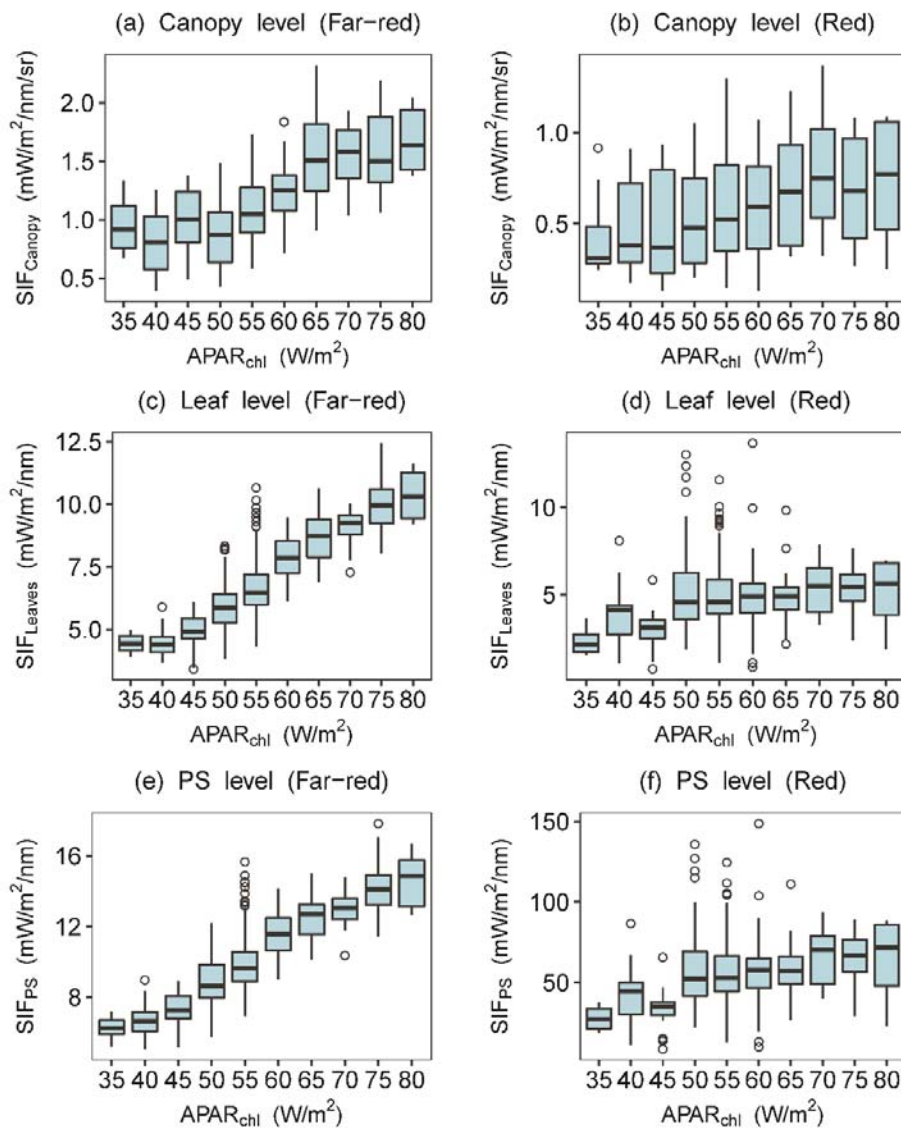 (a) Canopy level (Far−red)
SIFCanopy (mW/m²/nm/sr)
2.0
1.5
1.0
0.5
35 40 45 50 55 60 65 70 75 80
APARchl (W/m²)
(b) Canopy level (Red)
SIFCanopy (mW/m²/nm/sr)
1.0
0.5
35 40 45 50 55 60 65 70 75 80
APARchl (W/m²)
(c) Leaf level (Far−red)
SIFLeaves (mW/m²/nm)
12.5
10.0
7.5
5.0
35 40 45 50 55 60 65 70 75 80
APARchl (W/m²)
(d) Leaf level (Red)
SIFLeaves (mW/m²/nm)
10
5
35 40 45 50 55 60 65 70 75 80
APARchl (W/m²)
(e) PS level (Far−red)
SIFPS (mW/m²/nm)
16
12
8
35 40 45 50 55 60 65 70 75 80
APARchl (W/m²)
(f) PS level (Red)
SIFPS (mW/m²/nm)
150
100
50
35 40 45 50 55 60 65 70 75 80
APARchl (W/m²)